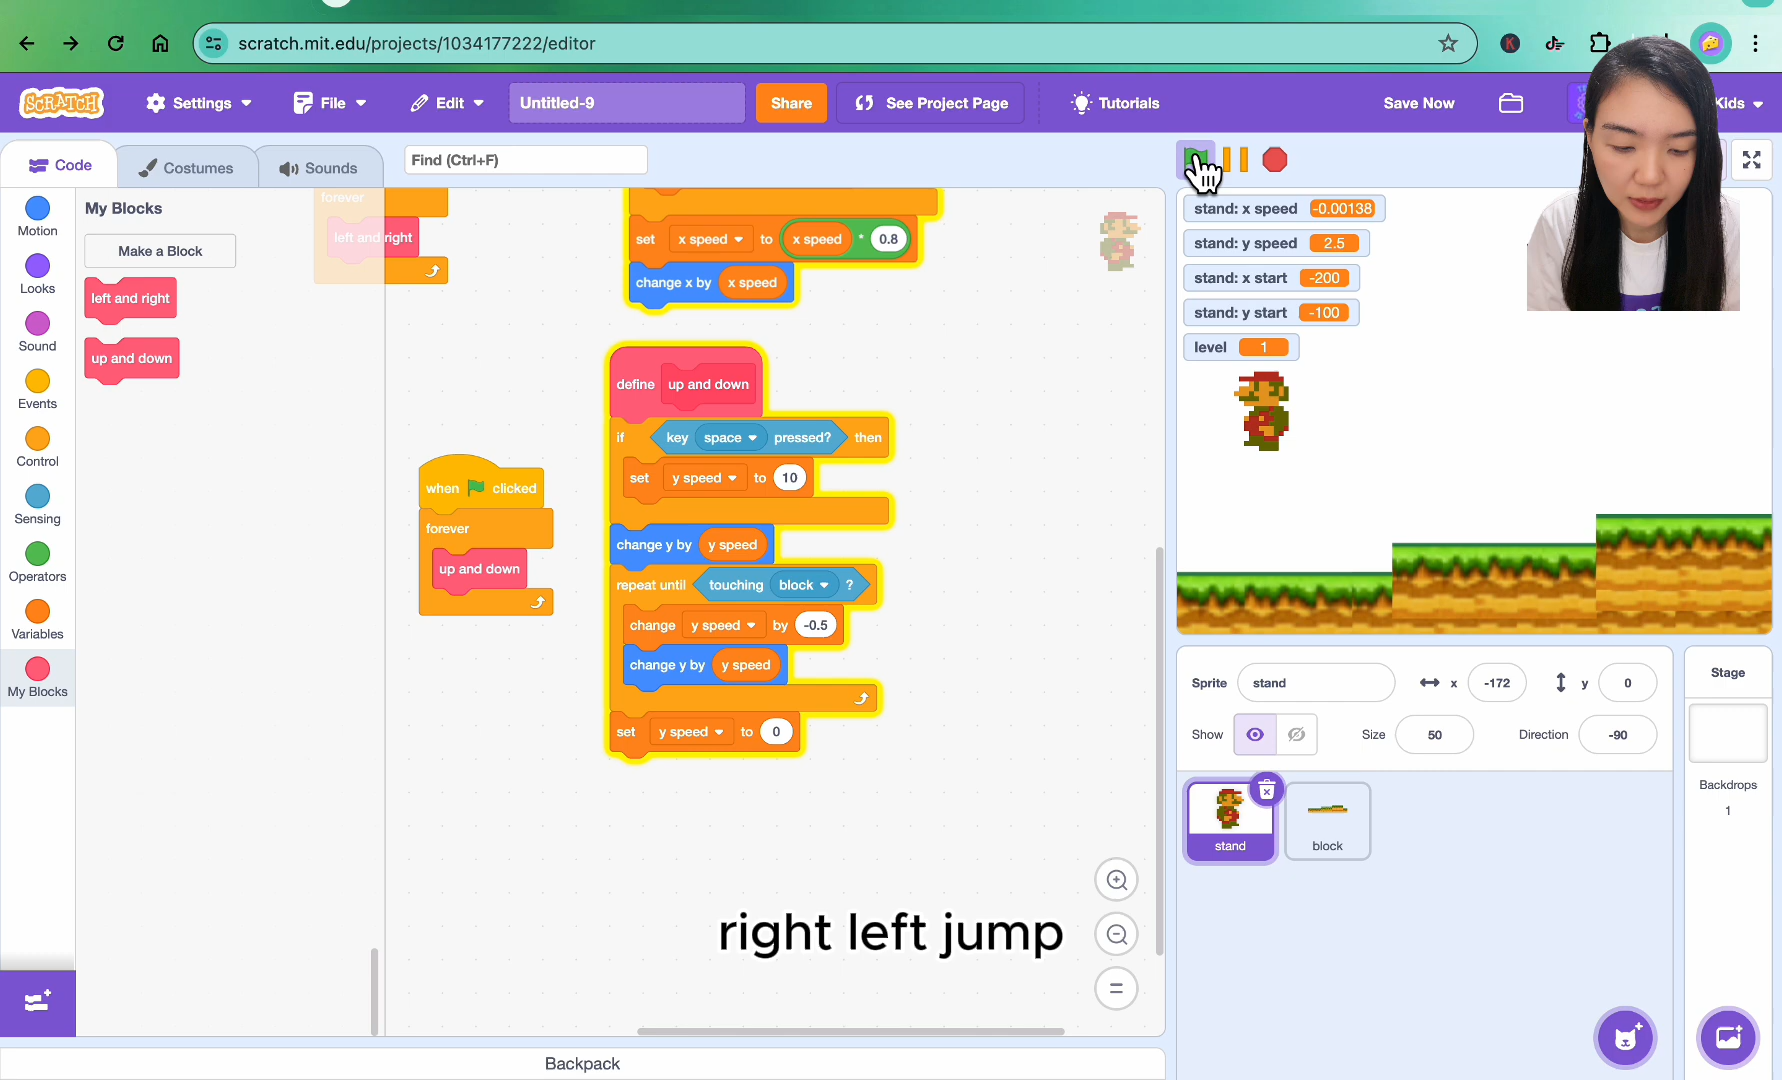 scratch.mit.edu/projects/1034177222/editor
SCRATCH
Settings
File
Edit
Untitled-9
Share
See Project Page
Tutorials
Save Now
Kids
Code
Costumes
Sounds
Find (Ctrl+F)
Motion
Looks
Sound
Events
Control
Sensing
Operators
Variables
My Blocks
My Blocks
Make a Block
left and right
up and down
forever
left and right
set x speed to x speed * 0.8
change x by x speed
when clicked
forever
up and down
define up and down
if key space pressed? then
set y speed to 10
change y by y speed
repeat until touching block ?
change y speed by -0.5
change y by y speed
set y speed to 0
right left jump
Backpack
stand: x speed -0.00138
stand: y speed 2.5
stand: x start -200
stand: y start -100
level 1
Sprite stand x -172 y 0
Show Size 50 Direction -90
stand
block
Stage
Backdrops
1